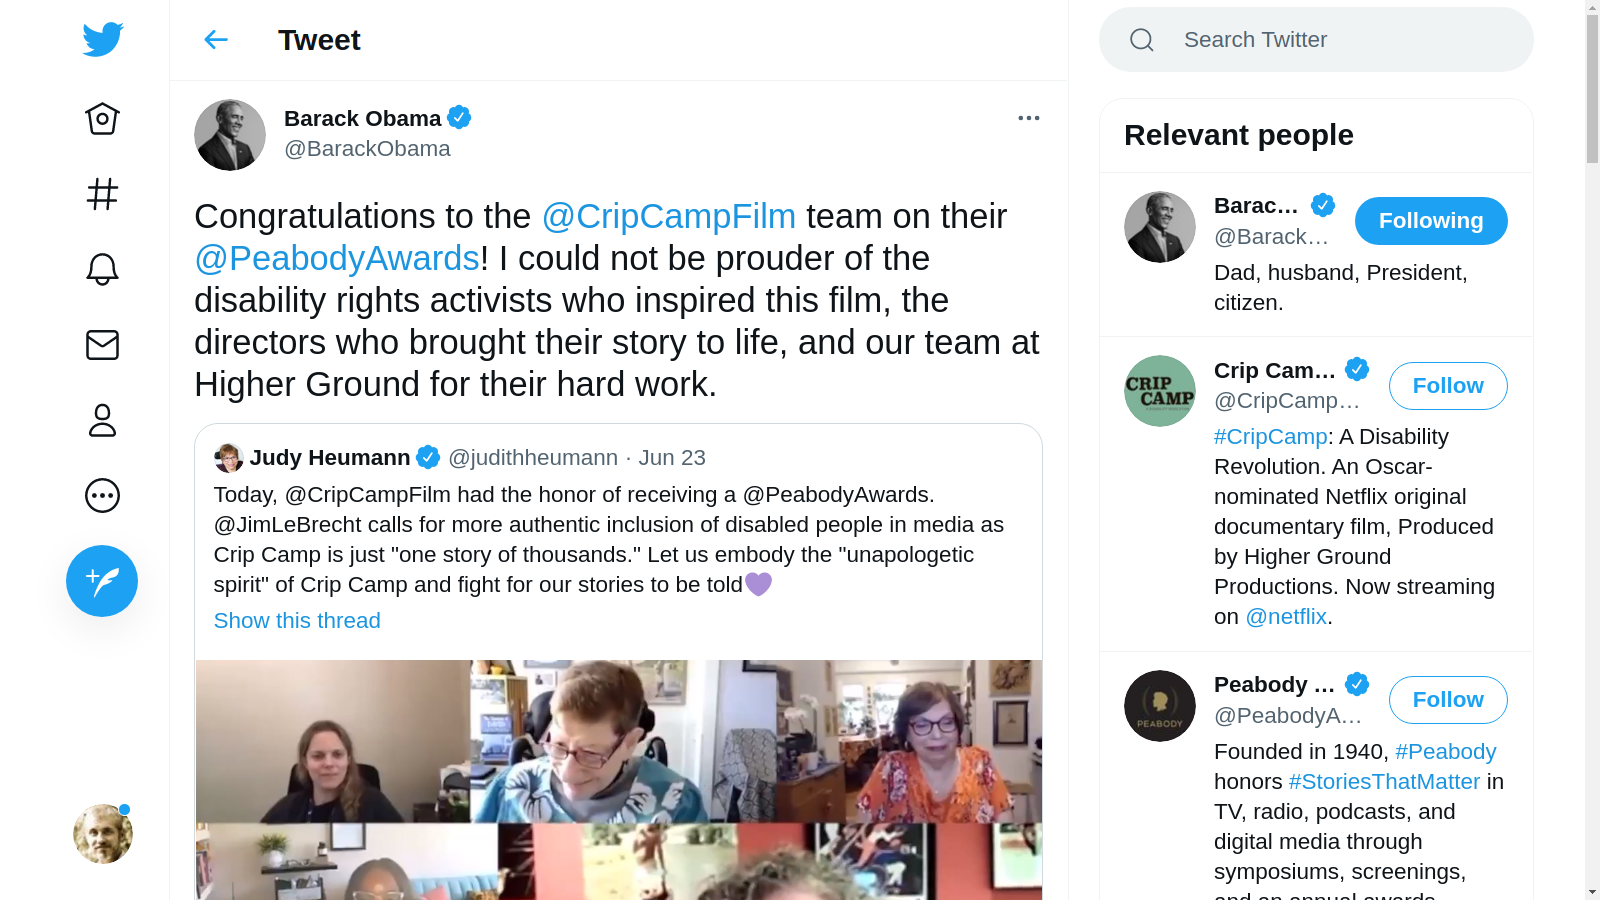 Tweet
Barack Obama
@BarackObama
Congratulations to the @CripCampFilm team on their
@PeabodyAwards! I could not be prouder of the
disability rights activists who inspired this film, the
directors who brought their story to life, and our team at
Higher Ground for their hard work.
Judy Heumann @judithheumann · Jun 23
Today, @CripCampFilm had the honor of receiving a @PeabodyAwards.
@JimLeBrecht calls for more authentic inclusion of disabled people in media as
Crip Camp is just "one story of thousands." Let us embody the "unapologetic
spirit" of Crip Camp and fight for our stories to be told💜
Show this thread
Search Twitter
Relevant people
Barac…
@Barack…
Following
Dad, husband, President,
citizen.
CRIP
CAMP
Crip Cam…
@CripCamp…
Follow
#CripCamp: A Disability
Revolution. An Oscar-
nominated Netflix original
documentary film, Produced
by Higher Ground
Productions. Now streaming
on @netflix.
PEABODY
Peabody …
@PeabodyA…
Follow
Founded in 1940, #Peabody
honors #StoriesThatMatter in
TV, radio, podcasts, and
digital media through
symposiums, screenings,
and an annual awards